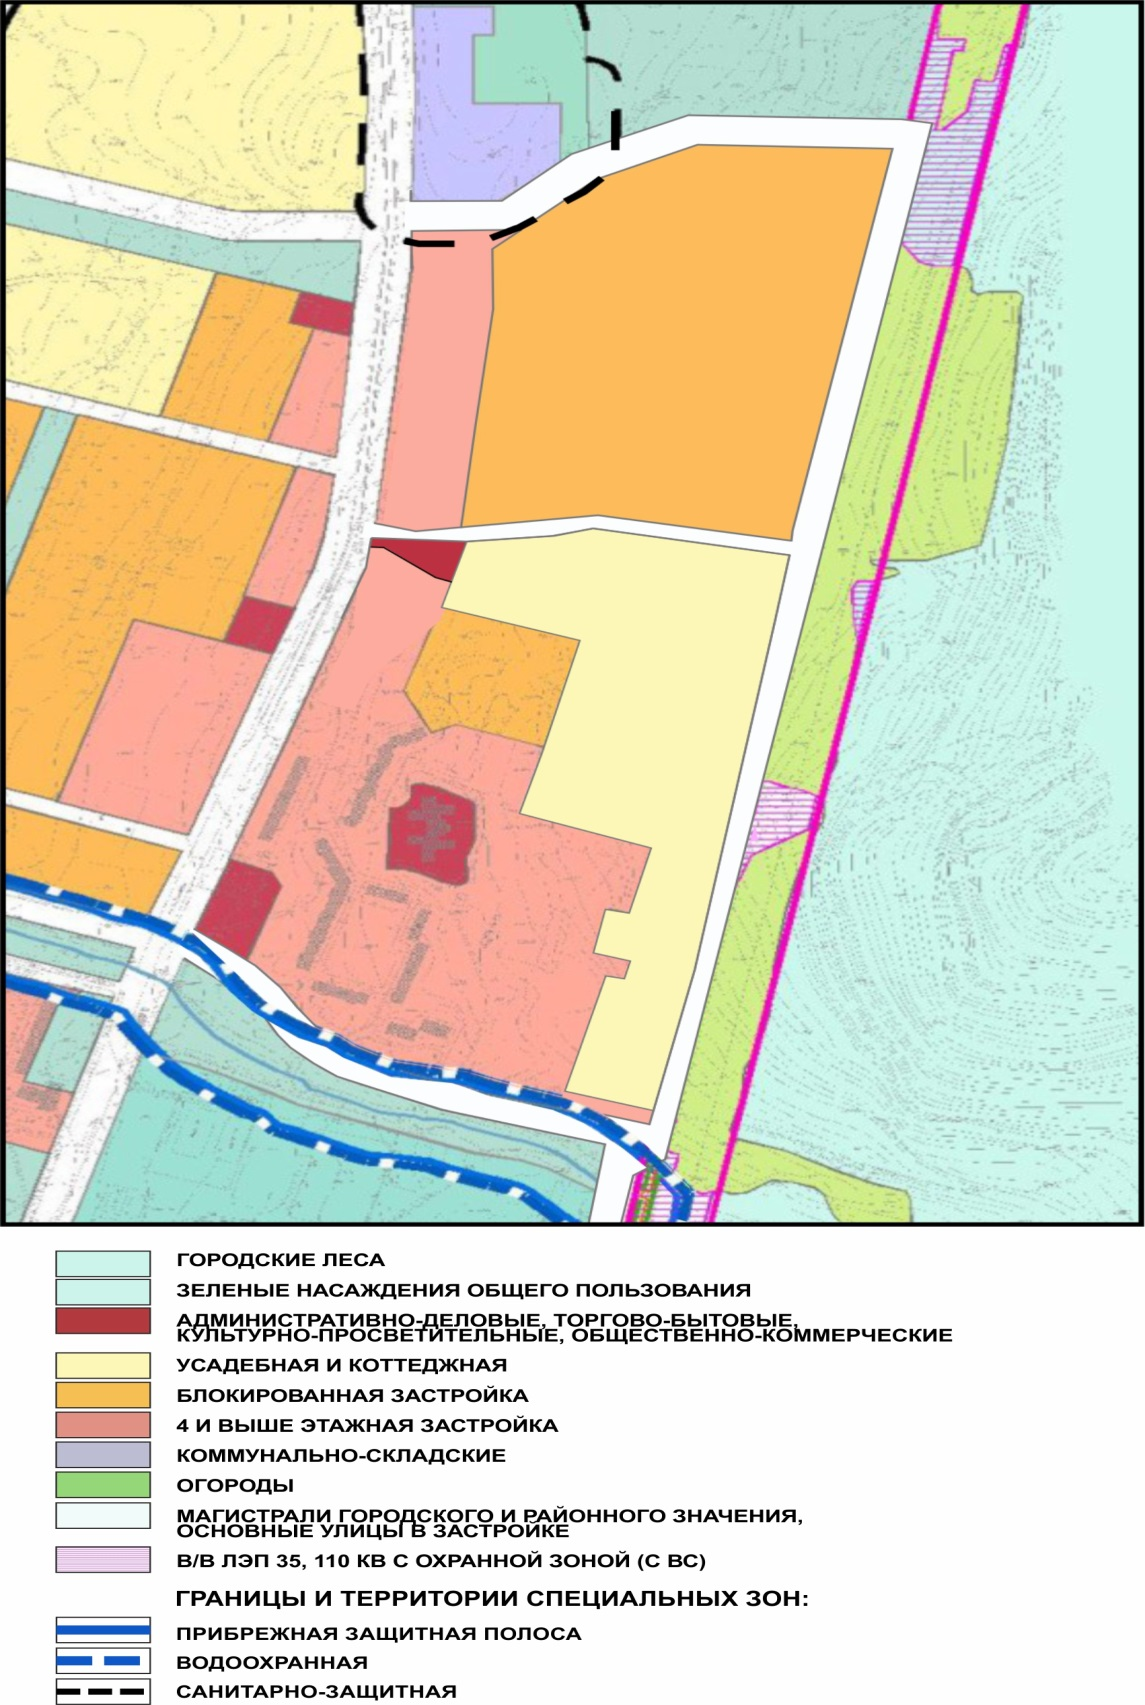 ГОРОДСКИЕ ЛЕСА
ЗЕЛЕНЫЕ НАСАЖДЕНИЯ ОБЩЕГО ПОЛЬЗОВАНИЯ
АДМИНИСТРАТИВНО-ДЕЛОВЫЕ, ТОРГОВО-БЫТОВЫЕ,
КУЛЬТУРНО-ПРОСВЕТИТЕЛЬНЫЕ, ОБЩЕСТВЕННО-КОММЕРЧЕСКИЕ
УСАДЕБНАЯ И КОТТЕДЖНАЯ
БЛОКИРОВАННАЯ ЗАСТРОЙКА
4 И ВЫШЕ ЭТАЖНАЯ ЗАСТРОЙКА
КОММУНАЛЬНО-СКЛАДСКИЕ
ОГОРОДЫ
МАГИСТРАЛИ ГОРОДСКОГО И РАЙОННОГО ЗНАЧЕНИЯ,
ОСНОВНЫЕ УЛИЦЫ В ЗАСТРОЙКЕ
В/В ЛЭП 35, 110 КВ С ОХРАННОЙ ЗОНОЙ (С ВС)
ГРАНИЦЫ И ТЕРРИТОРИИ СПЕЦИАЛЬНЫХ ЗОН:
ПРИБРЕЖНАЯ ЗАЩИТНАЯ ПОЛОСА
ВОДООХРАННАЯ
САНИТАРНО-ЗАЩИТНАЯ